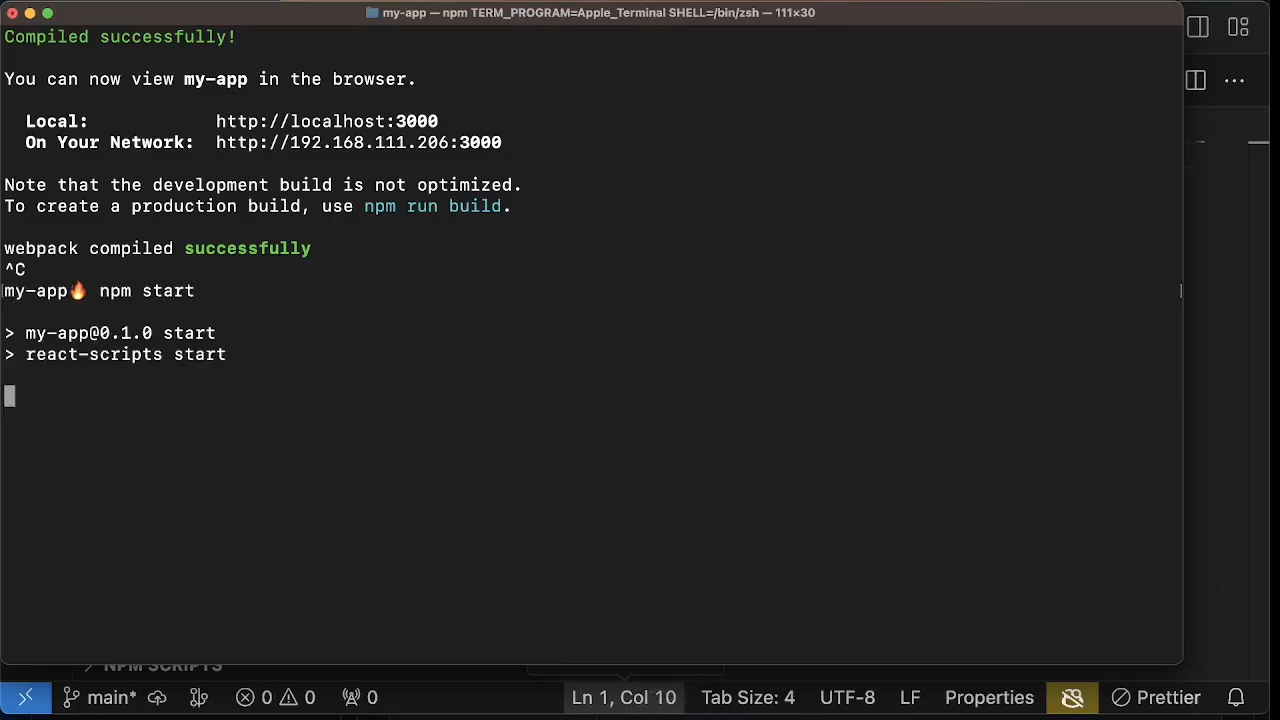 my-app — npm TERM_PROGRAM=Apple_Terminal SHELL=/bin/zsh — 111×30
Compiled successfully!
You can now view my-app in the browser.
Local: http://localhost:3000
On Your Network: http://192.168.111.206:3000
Note that the development build is not optimized.
To create a production build, use npm run build.
webpack compiled successfully
^C
my-app🔥 npm start
> my-app@0.1.0 start
> react-scripts start
NPM SCRIPTS
main* 0 0 0 Ln 1, Col 10 Tab Size: 4 UTF-8 LF Properties Prettier